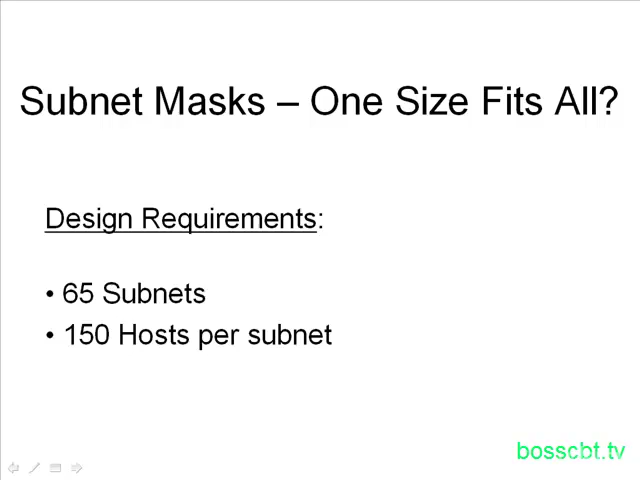 Subnet Masks – One Size Fits All?
Design Requirements:
• 65 Subnets
• 150 Hosts per subnet
bosscbt.tv